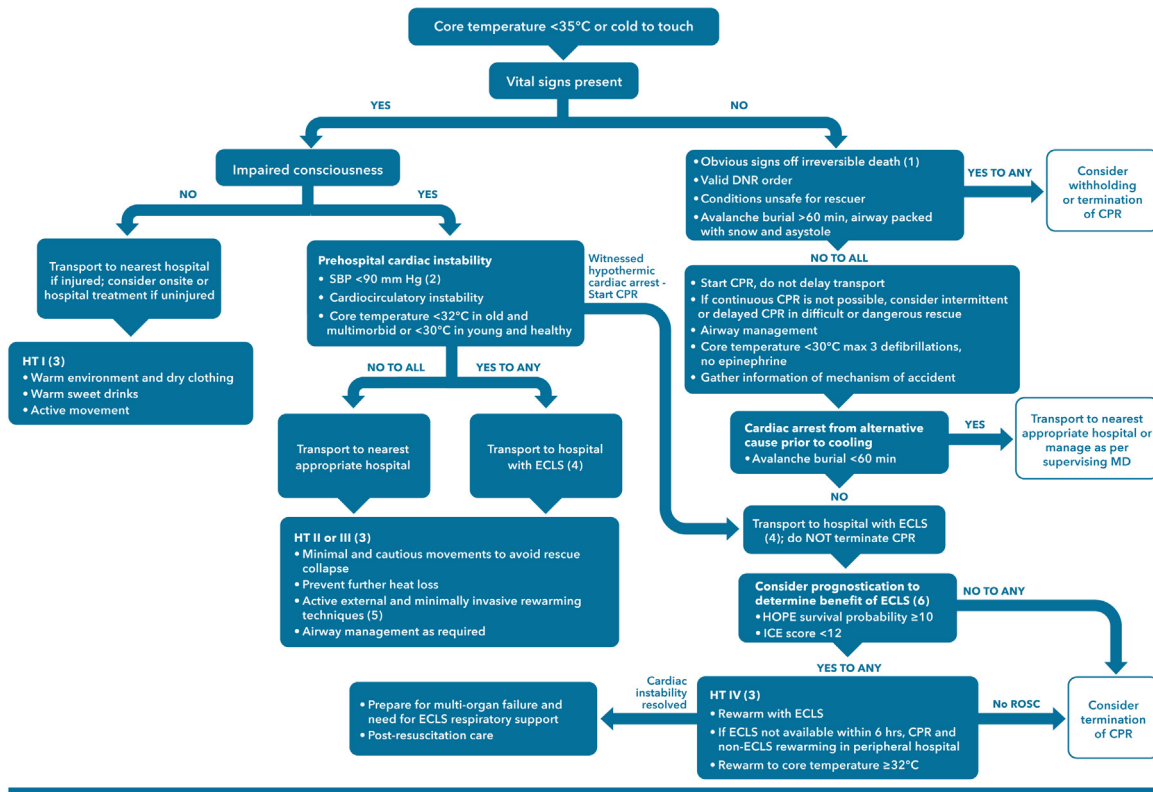 Core temperature <35°C or cold to touch
Vital signs present
YES
NO
Impaired consciousness
• Obvious signs off irreversible death (1)
• Valid DNR order
• Conditions unsafe for rescuer
• Avalanche burial >60 min, airway packed
with snow and asystole
YES TO ANY
Consider
withholding
or termination
of CPR
NO
YES
Transport to nearest hospital
if injured; consider onsite or
hospital treatment if uninjured
Prehospital cardiac instability
• SBP <90 mm Hg (2)
• Cardiocirculatory instability
• Core temperature <32°C in old and
multimorbid or <30°C in young and healthy
Witnessed
hypothermic
cardiac arrest -
Start CPR
NO TO ALL
• Start CPR, do not delay transport
• If continuous CPR is not possible, consider intermittent
or delayed CPR in difficult or dangerous rescue
• Airway management
• Core temperature <30°C max 3 defibrillations,
no epinephrine
• Gather information of mechanism of accident
HT I (3)
• Warm environment and dry clothing
• Warm sweet drinks
• Active movement
NO TO ALL
YES TO ANY
Transport to nearest
appropriate hospital
Transport to hospital
with ECLS (4)
Cardiac arrest from alternative
cause prior to cooling
• Avalanche burial <60 min
YES
Transport to nearest
appropriate hospital or
manage as per
supervising MD
NO
HT II or III (3)
• Minimal and cautious movements to avoid rescue
collapse
• Prevent further heat loss
• Active external and minimally invasive rewarming
techniques (5)
• Airway management as required
Transport to hospital with ECLS
(4); do NOT terminate CPR
Consider prognostication to
determine benefit of ECLS (6)
• HOPE survival probability ≥10
• ICE score <12
NO TO ANY
YES TO ANY
Cardiac
instability
resolved
• Prepare for multi-organ failure and
need for ECLS respiratory support
• Post-resuscitation care
HT IV (3)
• Rewarm with ECLS
• If ECLS not available within 6 hrs, CPR and
non-ECLS rewarming in peripheral hospital
• Rewarm to core temperature ≥32°C
No ROSC
Consider
termination
of CPR